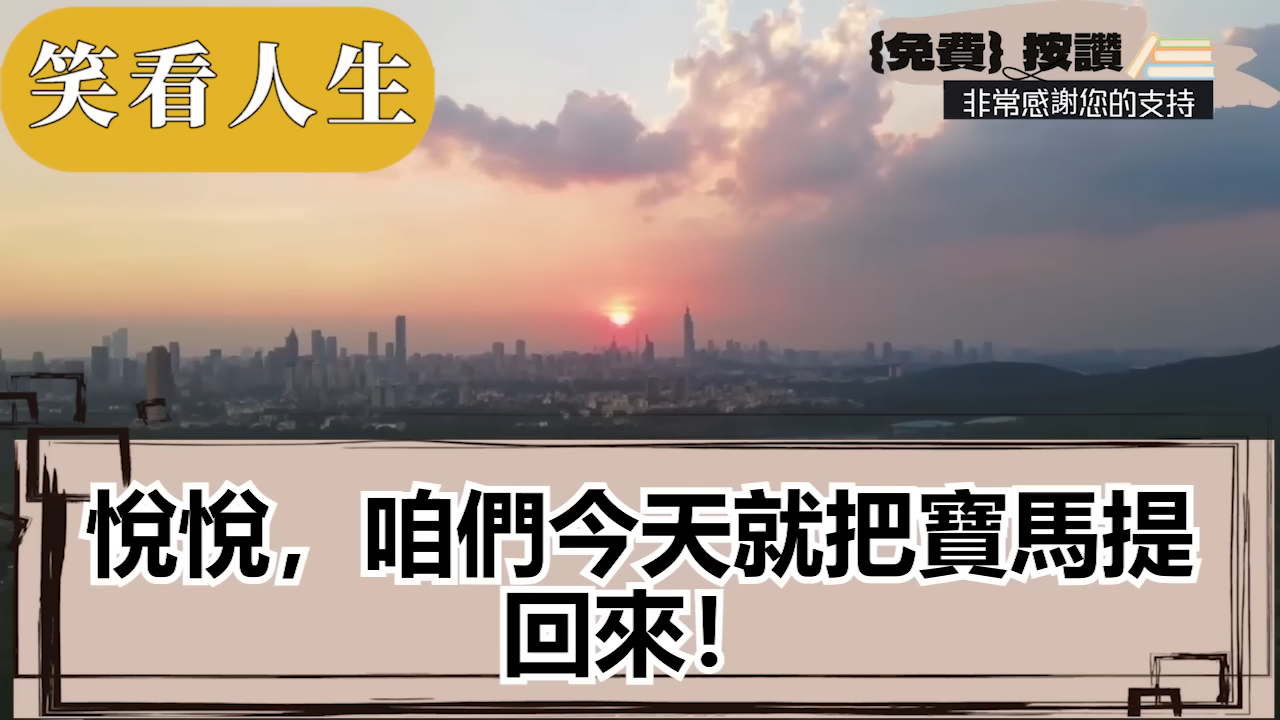 笑看人生
{免費} 按讚
非常感謝您的支持
悅悅，咱們今天就把寶馬提
回來！